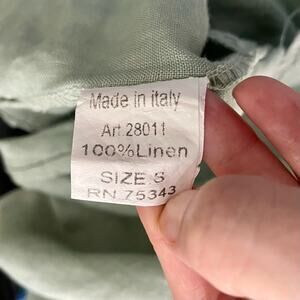 Made in italy
Art.28011
100%Linen
SIZE S
RN 75343